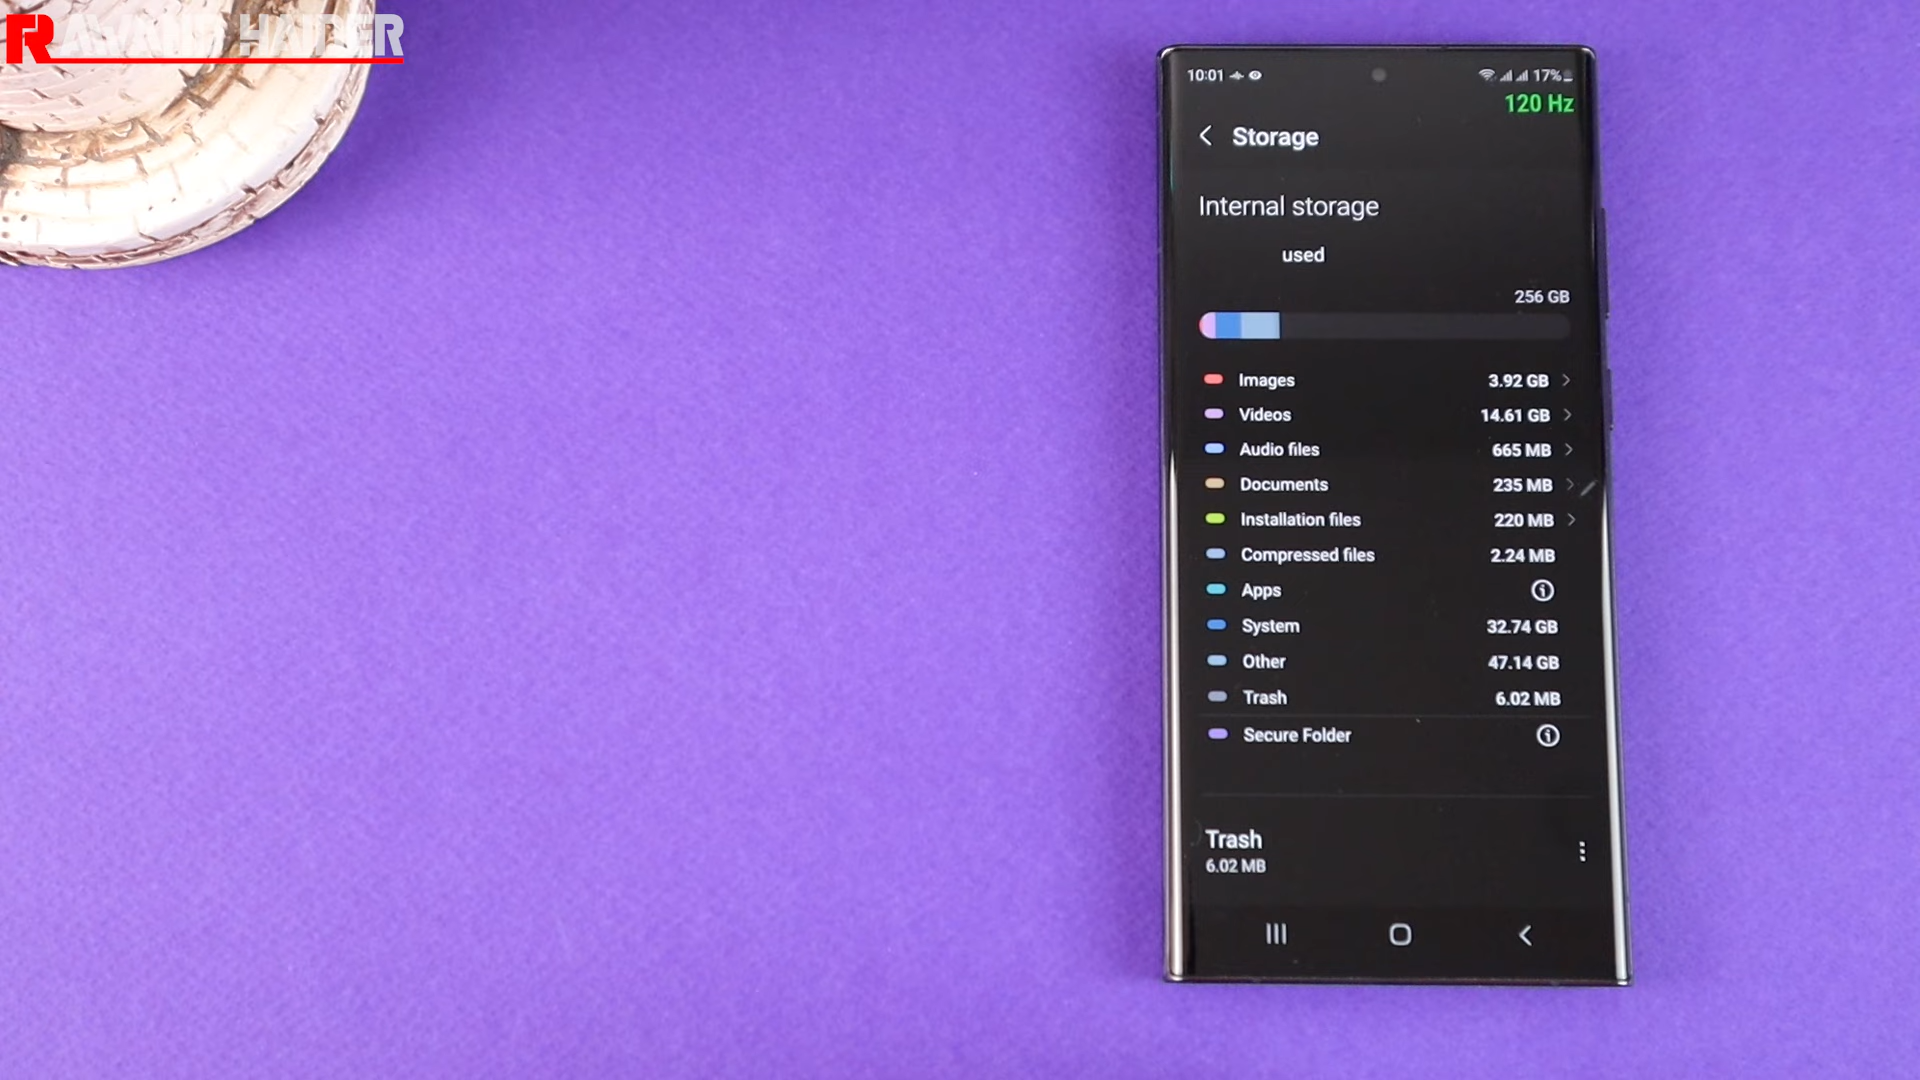 RAWAHID HAIDER
10:01
17%
120 Hz
Storage
Internal storage
used
256 GB
Images 3.92 GB
Videos 14.61 GB
Audio files 665 MB
Documents 235 MB
Installation files 220 MB
Compressed files 2.24 MB
Apps
System 32.74 GB
Other 47.14 GB
Trash 6.02 MB
Secure Folder
Trash
6.02 MB